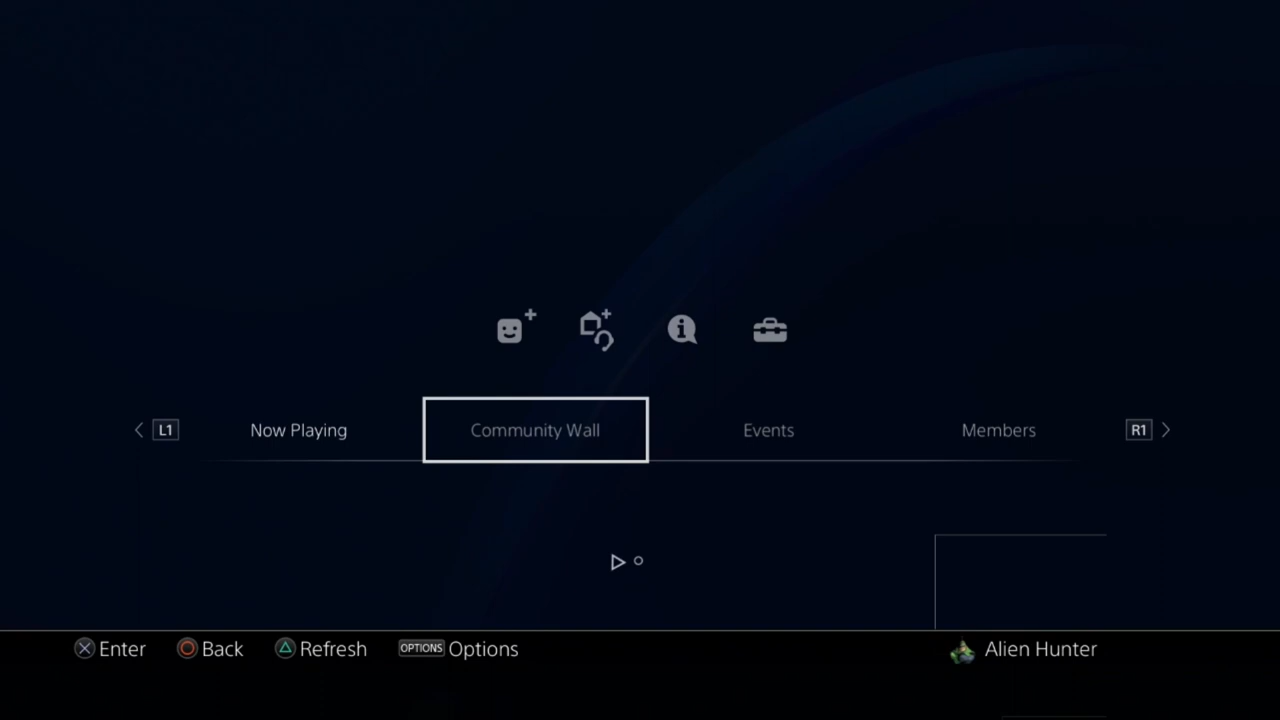 L1 Now Playing Community Wall Events Members R1
Enter Back Refresh OPTIONS Options Alien Hunter